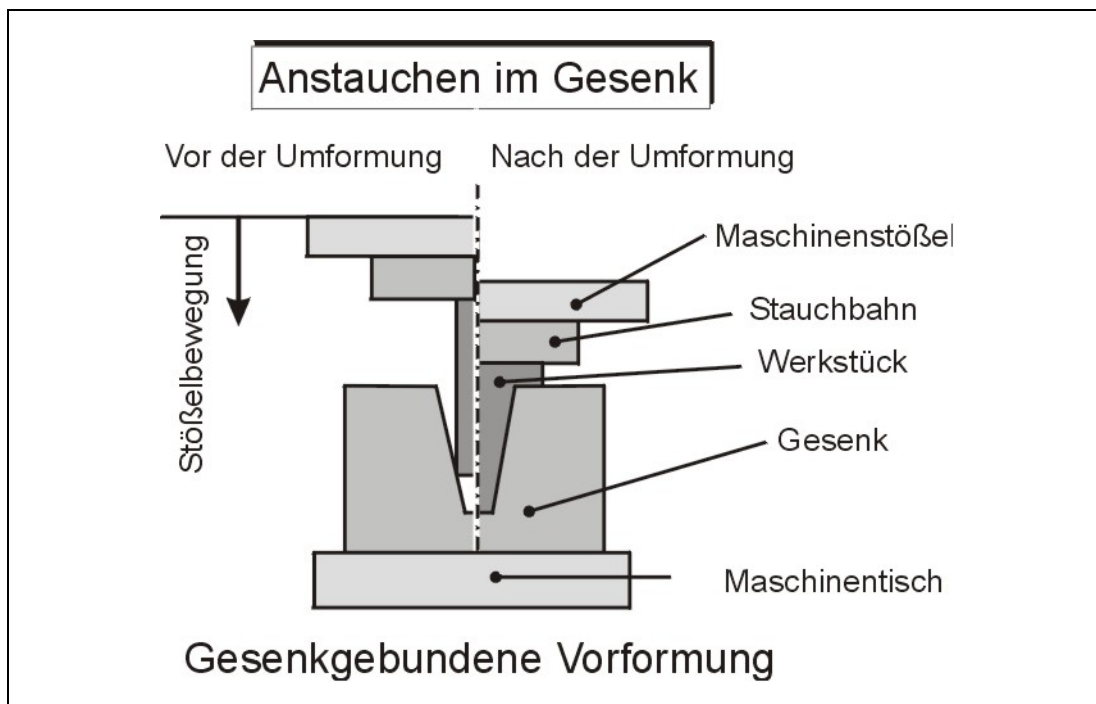 Anstauchen im Gesenk
Vor der Umformung
Nach der Umformung
Stößelbewegung
Maschinenstößel
Stauchbahn
Werkstück
Gesenk
Maschinentisch
Gesenkgebundene Vorformung